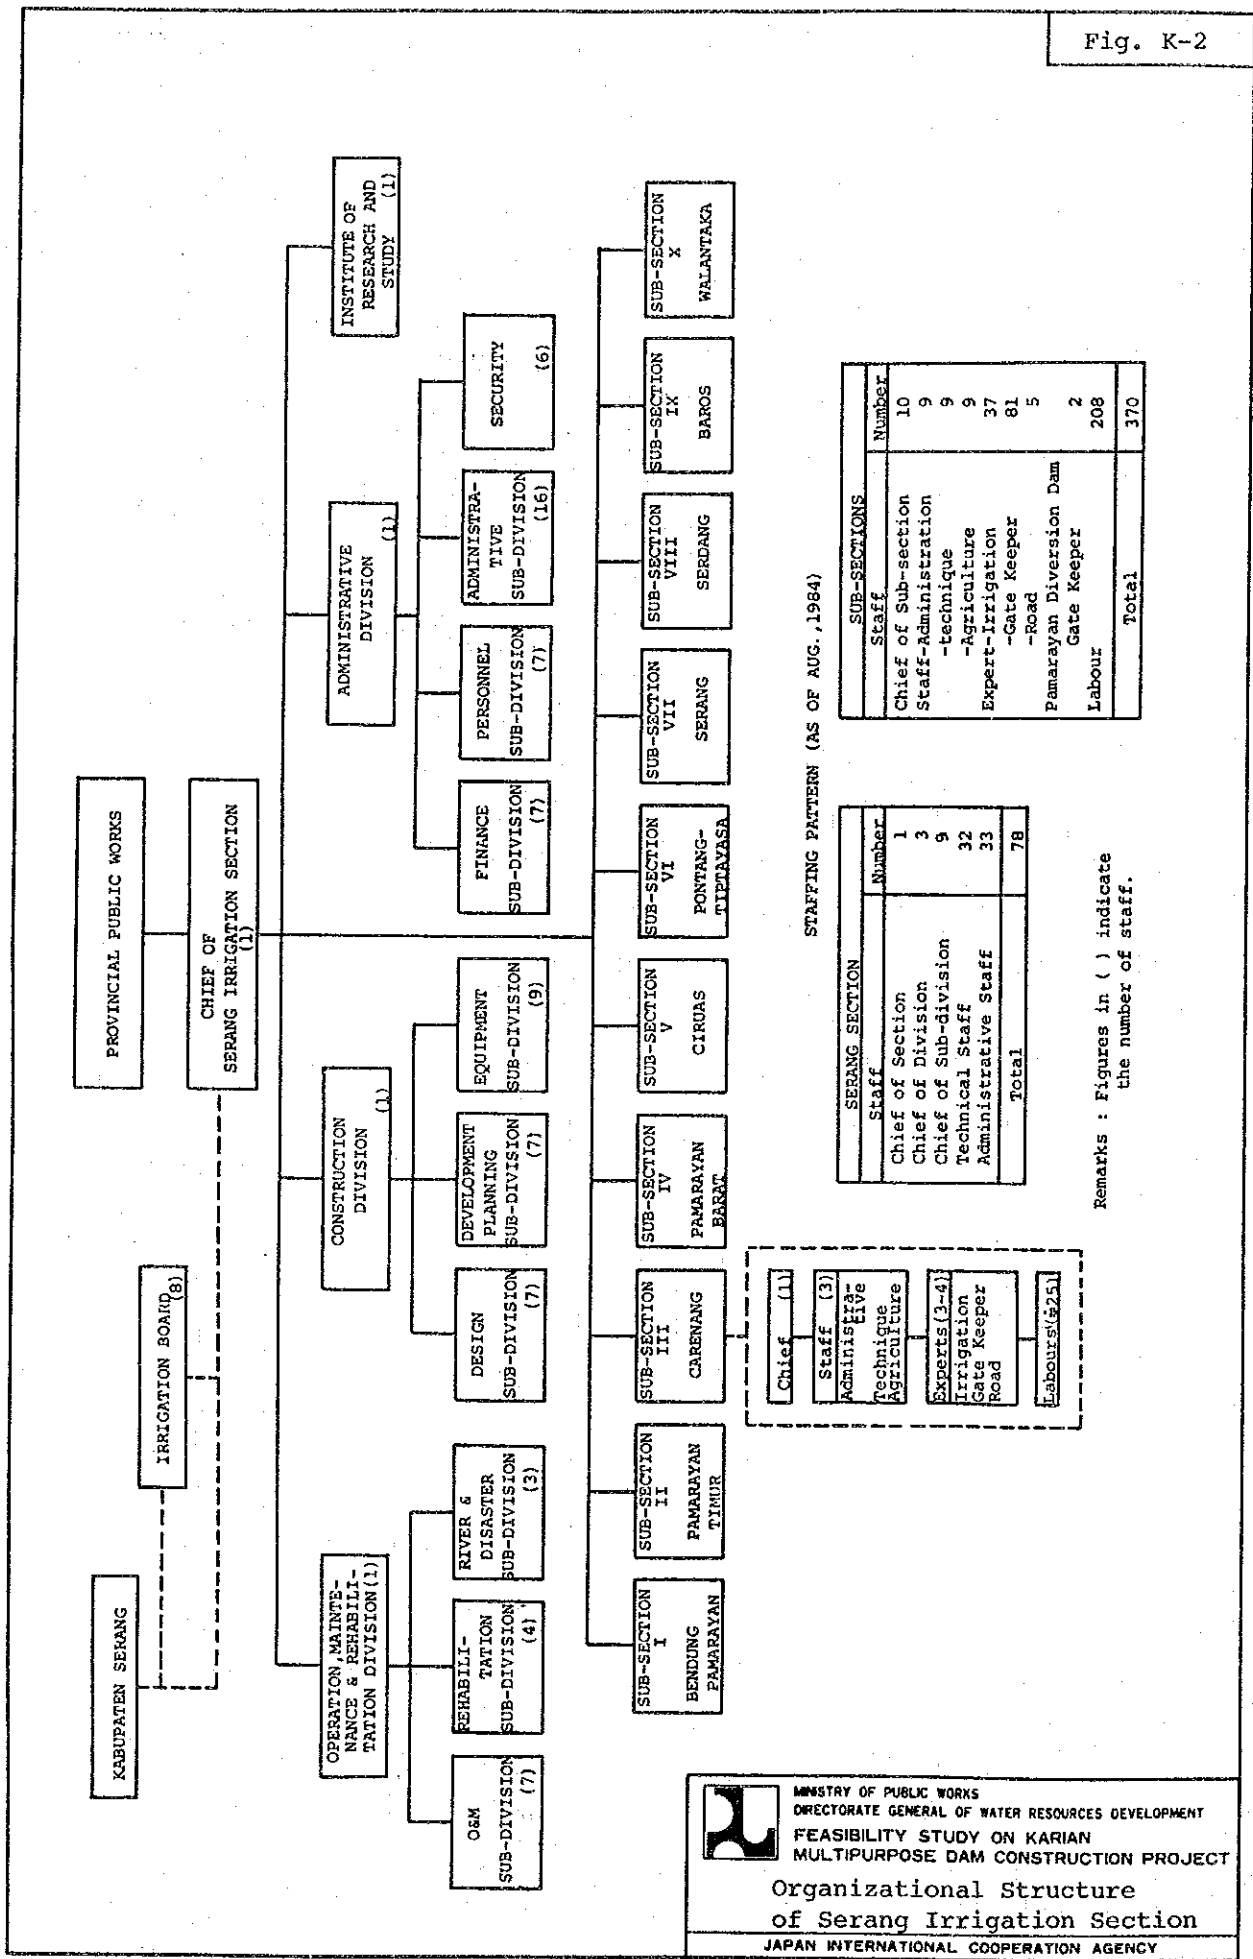 Fig. K-2
PROVINCIAL PUBLIC WORKS
CHIEF OF
SERANG IRRIGATION SECTION
(1)
KABUPATEN SERANG
IRRIGATION BOARD
(8)
OPERATION, MAINTE-
NANCE & REHABILI-
TATION DIVISION(1)
CONSTRUCTION
DIVISION
(1)
ADMINISTRATIVE
DIVISION
(1)
INSTITUTE OF
RESEARCH AND
STUDY (1)
O&M
SUB-DIVISION
(7)
REHABILI-
TATION
SUB-DIVISION
(4)
RIVER &
DISASTER
SUB-DIVISION
(3)
DESIGN
SUB-DIVISION
(7)
DEVELOPMENT
PLANNING
SUB-DIVISION
(7)
EQUIPMENT
SUB-DIVISION
(9)
FINANCE
SUB-DIVISION
(7)
PERSONNEL
SUB-DIVISION
(7)
ADMINISTRA-
TIVE
SUB-DIVISION
(16)
SECURITY
(6)
SUB-SECTION
I
BENDUNG
PAMARAYAN
SUB-SECTION
II
PAMARAYAN
TIMUR
SUB-SECTION
III
CARENANG
SUB-SECTION
IV
PAMARAYAN
BARAT
SUB-SECTION
V
CIRUAS
SUB-SECTION
VI
PONTANG-
TIPTAYASA
SUB-SECTION
VII
SERANG
SUB-SECTION
VIII
SERDANG
SUB-SECTION
IX
BAROS
SUB-SECTION
X
WALANTAKA
Chief (1)
Staff (3)
Administra-
tive
Technique
Agriculture
Experts(3-4)
Irrigation
Gate Keeper
Road
Labours(≑25)
STAFFING PATTERN (AS OF AUG.,1984)
SERANG SECTION
Staff Number
Chief of Section 1
Chief of Division 3
Chief of Sub-division 9
Technical Staff 32
Administrative Staff 33
Total 78
SUB-SECTIONS
Staff Number
Chief of Sub-section 10
Staff-Administration 9
-technique 9
-Agriculture 9
Expert-Irrigation 37
-Gate Keeper 81
-Road 5
Pamarayan Diversion Dam
Gate Keeper 2
Labour 208
Total 370
Remarks : Figures in ( ) indicate
the number of staff.
MINISTRY OF PUBLIC WORKS
DIRECTORATE GENERAL OF WATER RESOURCES DEVELOPMENT
FEASIBILITY STUDY ON KARIAN
MULTIPURPOSE DAM CONSTRUCTION PROJECT
Organizational Structure
of Serang Irrigation Section
JAPAN INTERNATIONAL COOPERATION AGENCY